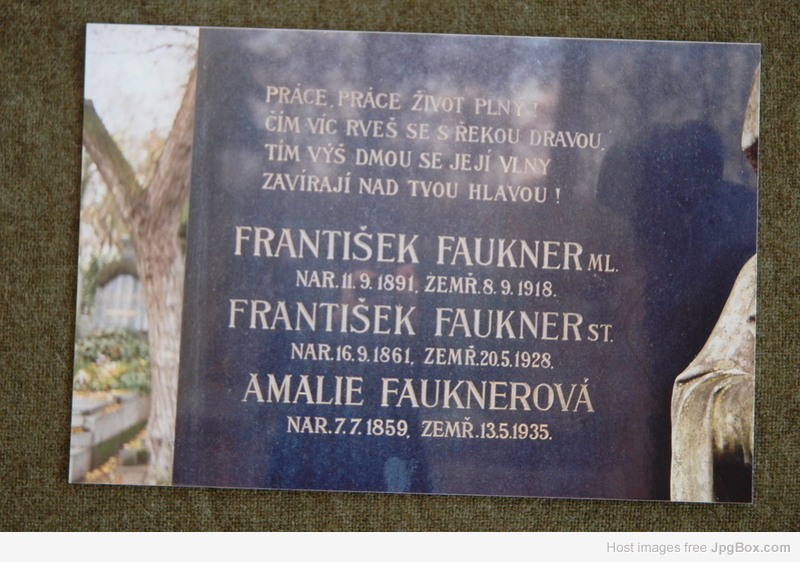 PRÁCE, PRÁCE ŽIVOT PLNÝ!
ČÍM VÍC RVEŠ SE S ŘEKOU DRAVOU,
TÍM VÝŠ DMOU SE JEJÍ VLNY
ZAVÍRAJÍ NAD TVOU HLAVOU!
FRANTIŠEK FAUKNER ML.
NAR. 11. 9. 1891, ZEMŘ. 8. 9. 1918.
FRANTIŠEK FAUKNER ST.
NAR. 16. 9. 1861, ZEMŘ. 20. 5. 1928.
AMALIE FAUKNEROVÁ
NAR. 7. 7. 1859, ZEMŘ. 13. 5. 1935.
Host images free JpgBox.com